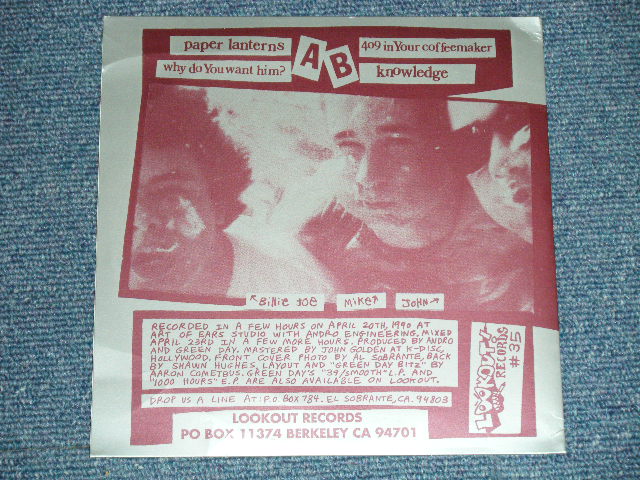 paper lanterns
why do You want him?
A B
409 in Your coffeemaker
knowledge
↖Billie Joe
Mike↑
JOHN↗
RECORDED IN A FEW HOURS ON APRIL 20TH, 1990 AT
ART OF EARS STUDIO WITH ANDRO ENGINEERING. MIXED
APRIL 23RD IN A FEW MORE HOURS. PRODUCED BY ANDRO
AND GREEN DAY. MASTERED BY JOHN GOLDEN AT K-DISC,
HOLLYWOOD. FRONT COVER PHOTO BY AL SOBRANTE, BACK
BY SHAWN HUGHES, LAYOUT AND "GREEN DAY BITZ" BY
AARON COMETBUS. GREEN DAY'S "39/SMOOTH" L.P. AND
"1000 HOURS" E.P. ARE ALSO AVAILABLE ON LOOKOUT.
DROP US A LINE AT: P.O. BOX 784. EL SOBRANTE, CA. 94803
LOOKOUT RECORDS
PO BOX 11374 BERKELEY CA 94701
LOOKOUT!
RECORDS
#35